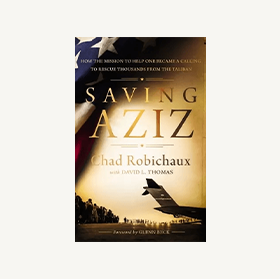 HOW THE MISSION TO HELP ONE BECAME A CALLING
TO RESCUE THOUSANDS FROM THE TALIBAN
SAVING
AZIZ
Chad Robichaux
with DAVID L. THOMAS
Foreword by GLENN BECK